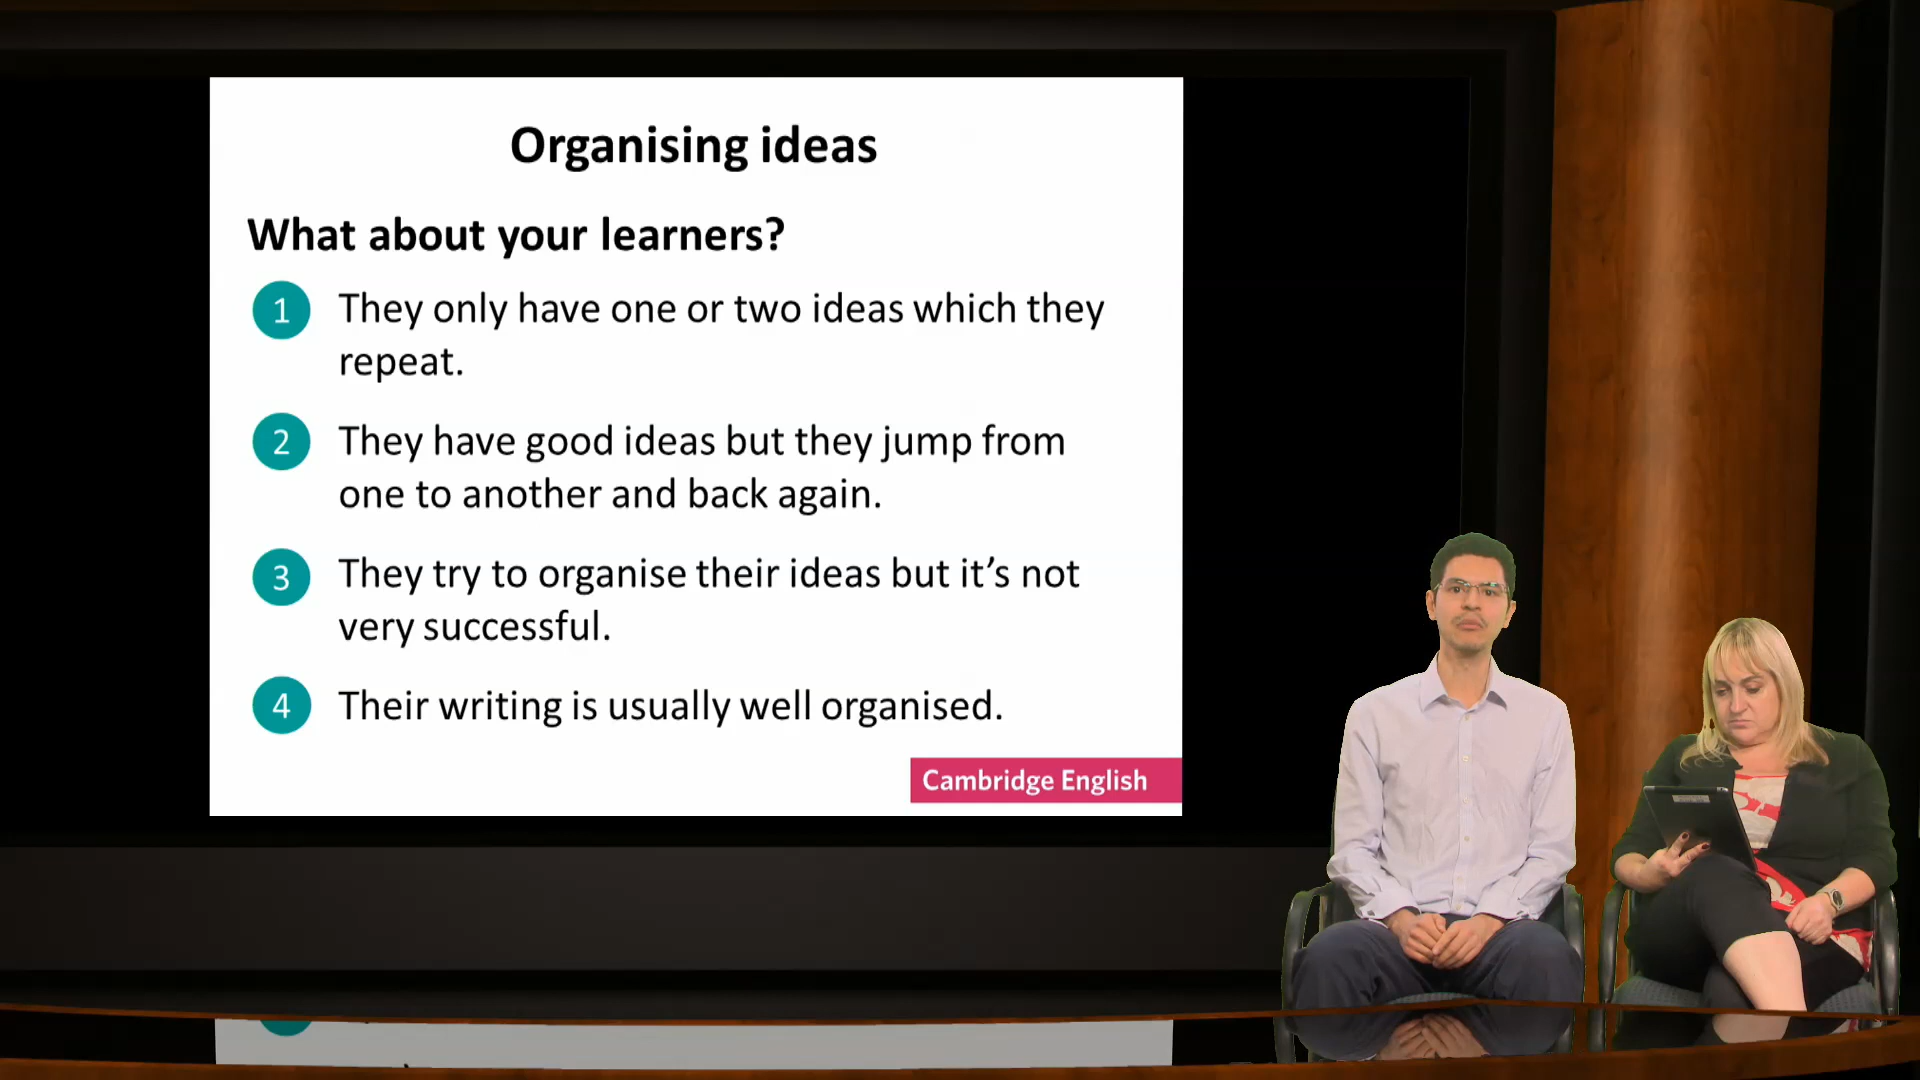 Organising ideas
What about your learners?
1 They only have one or two ideas which they
repeat.
2 They have good ideas but they jump from
one to another and back again.
3 They try to organise their ideas but it’s not
very successful.
4 Their writing is usually well organised.
Cambridge English